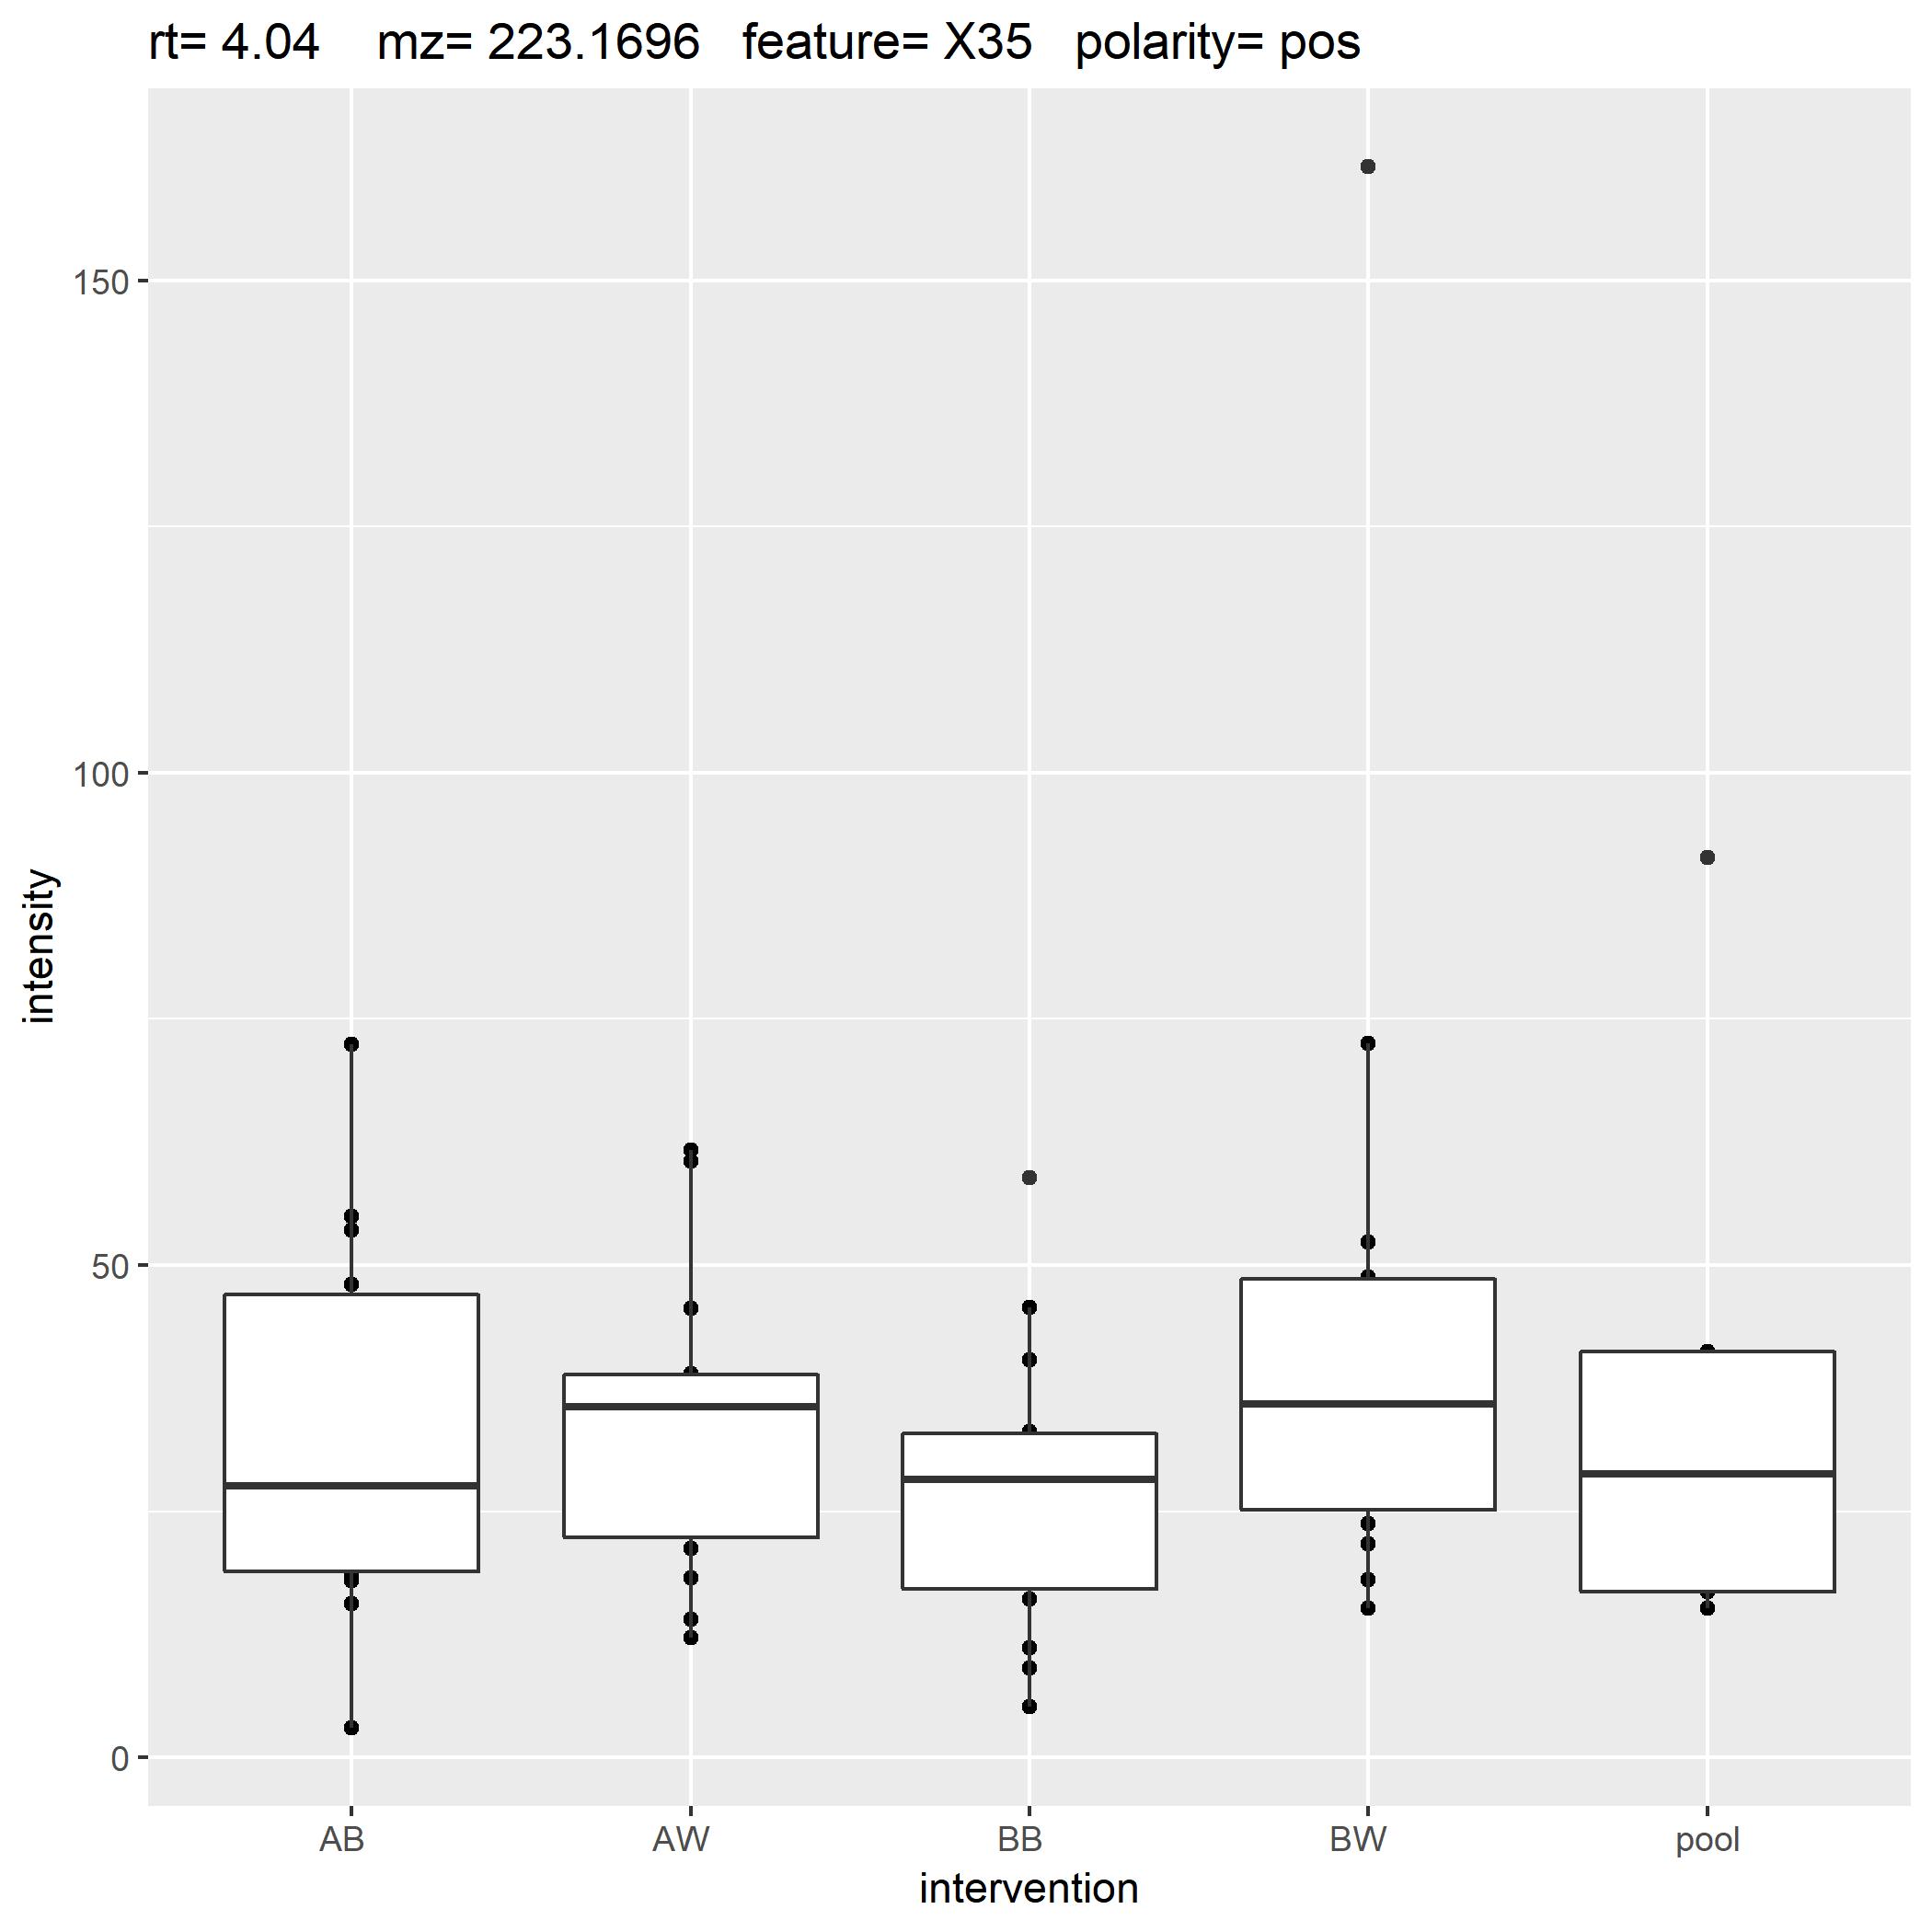 rt= 4.04 mz= 223.1696 feature= X35 polarity= pos
150
100
50
0
intensity
AB AW BB BW pool
intervention